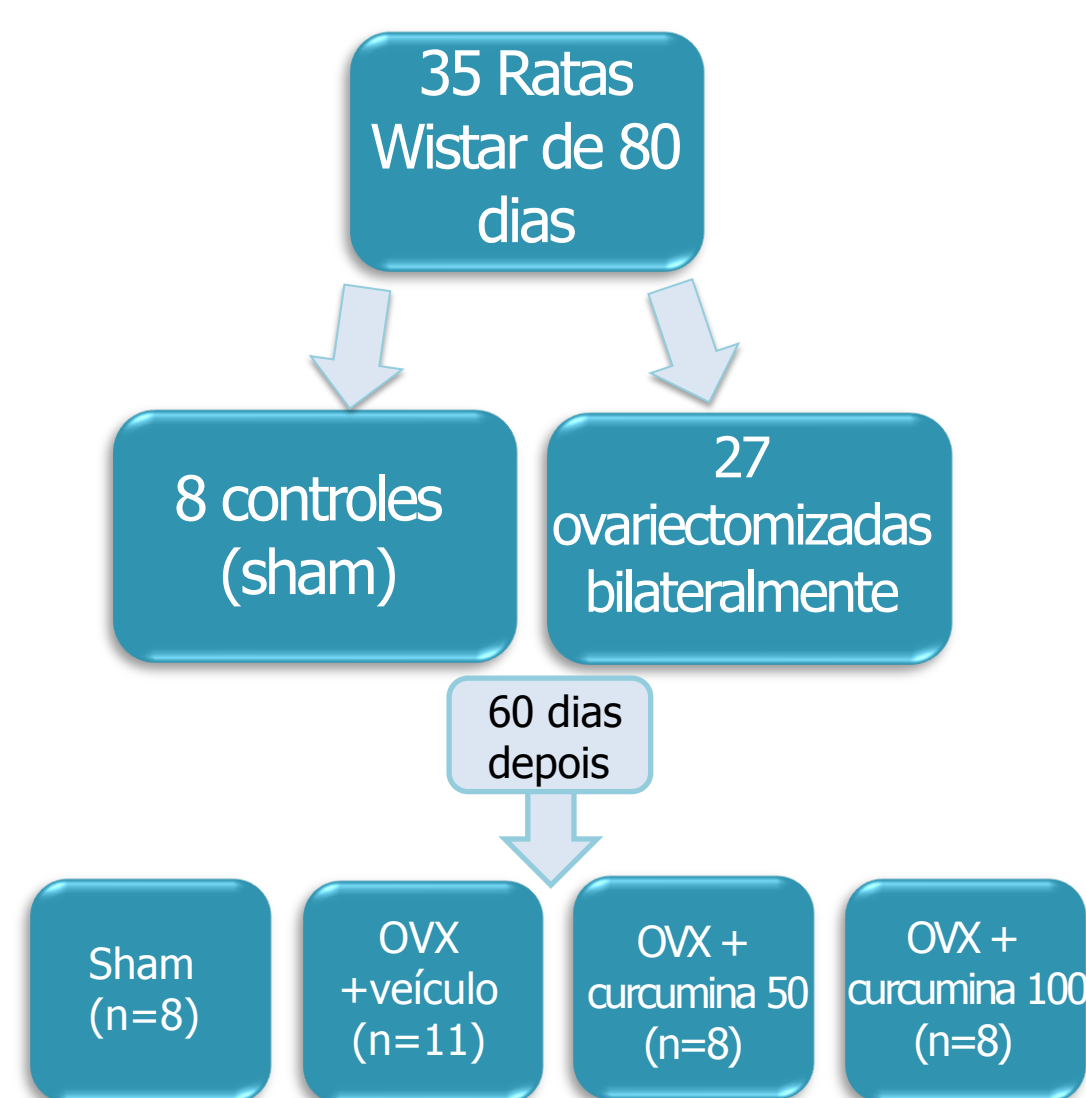 35 Ratas
Wistar de 80
dias
8 controles
(sham)
27
ovariectomizadas
bilateralmente
60 dias
depois
Sham
(n=8)
OVX
+veículo
(n=11)
OVX +
curcumina 50
(n=8)
OVX +
curcumina 100
(n=8)